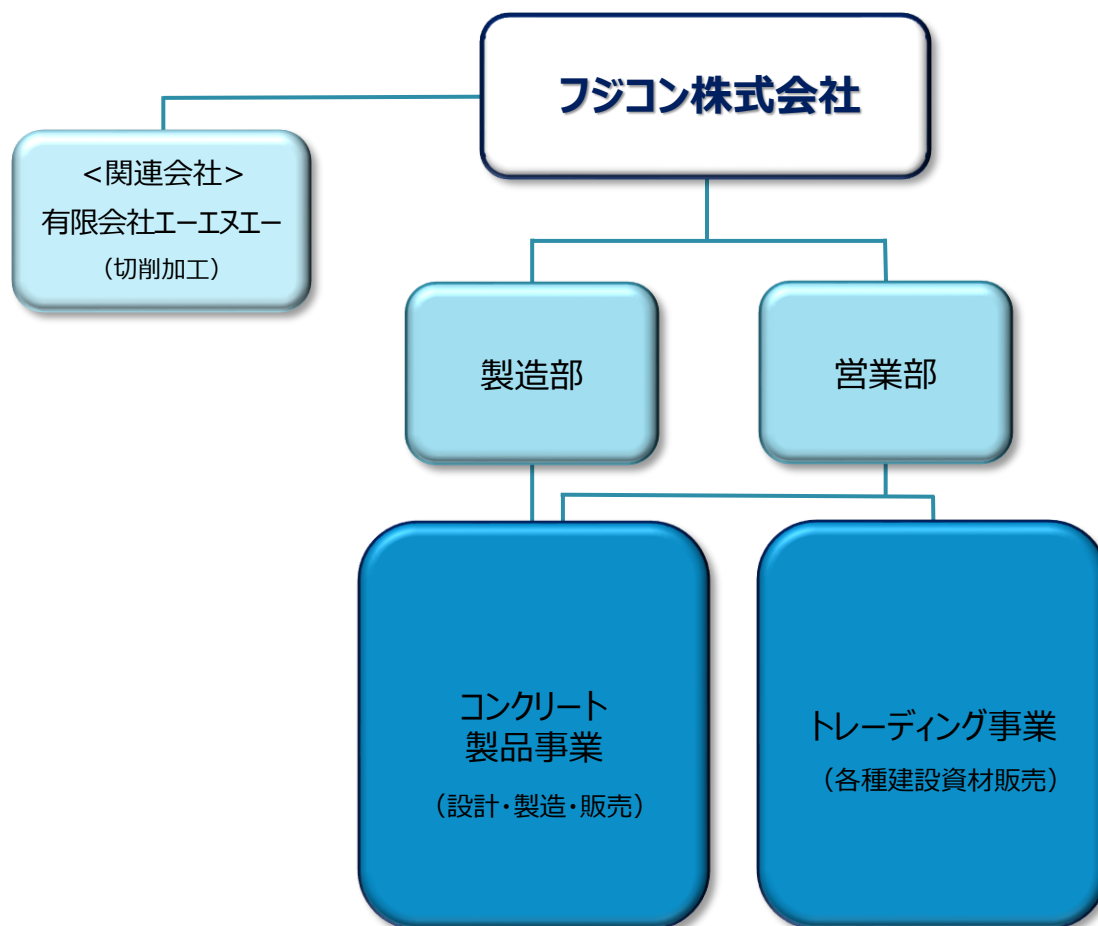 フジコン株式会社
<関連会社>
有限会社エーエヌエー
（切削加工）
製造部
営業部
コンクリート
製品事業
（設計・製造・販売）
トレーディング事業
（各種建設資材販売）